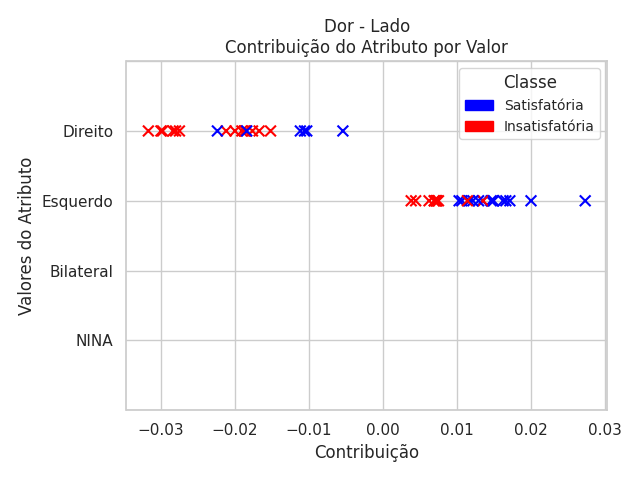 Dor - Lado
Contribuição do Atributo por Valor
Classe
Satisfatória
Insatisfatória
Valores do Atributo
Direito
Esquerdo
Bilateral
NINA
−0.03
−0.02
−0.01
0.00
0.01
0.02
0.03
Contribuição